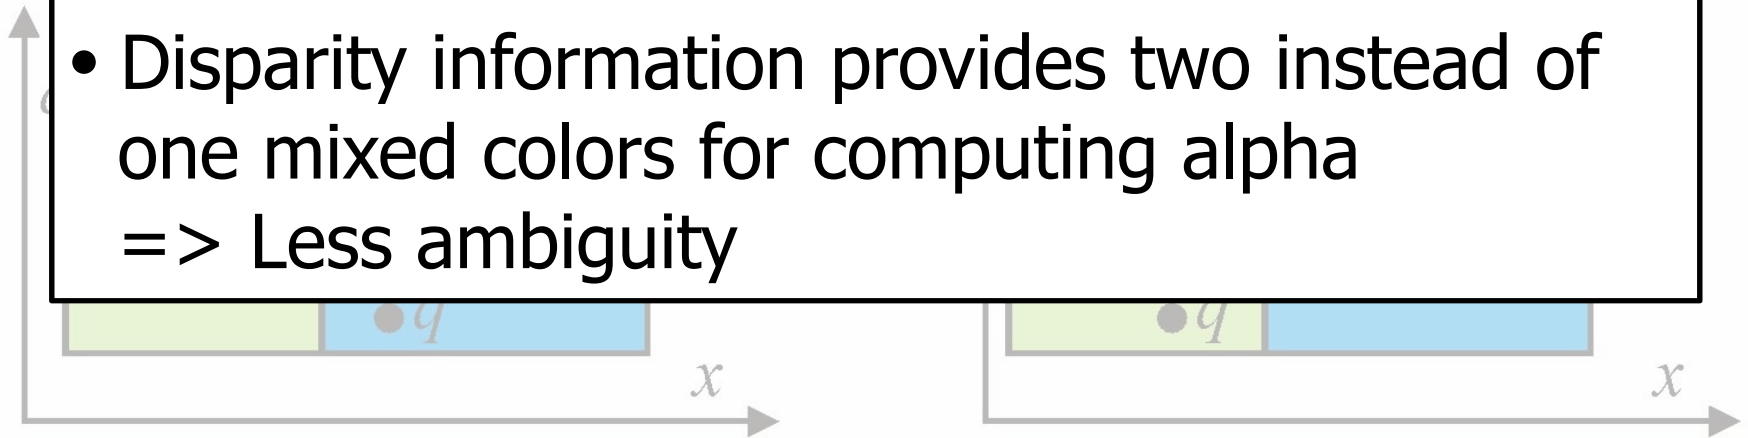 • Disparity information provides two instead of
one mixed colors for computing alpha
=> Less ambiguity
q q
x x